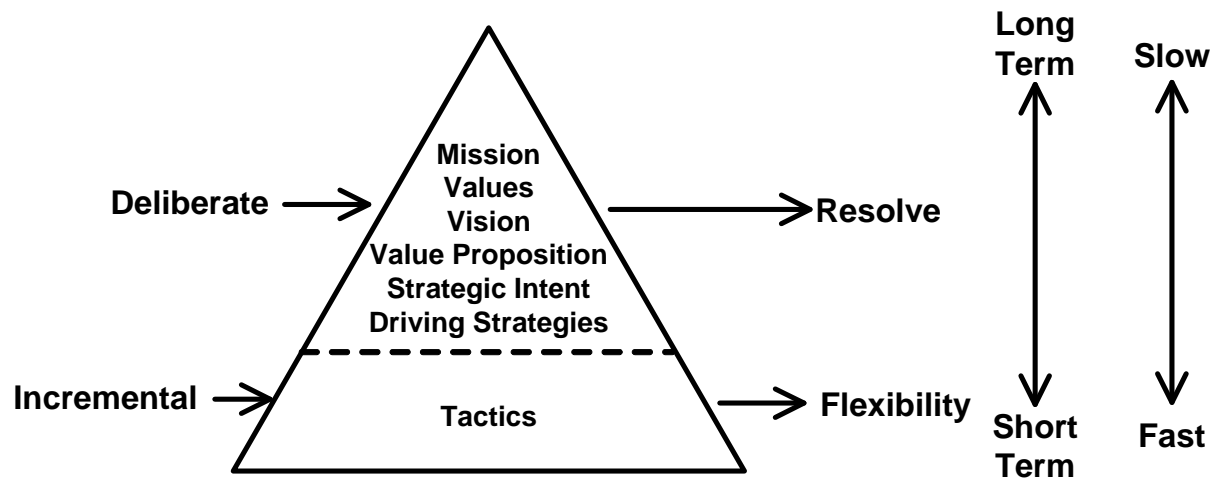 Long
Term
Slow
Mission
Values
Vision
Value Proposition
Strategic Intent
Driving Strategies
Deliberate
Resolve
Incremental
Tactics
Flexibility
Short
Term
Fast